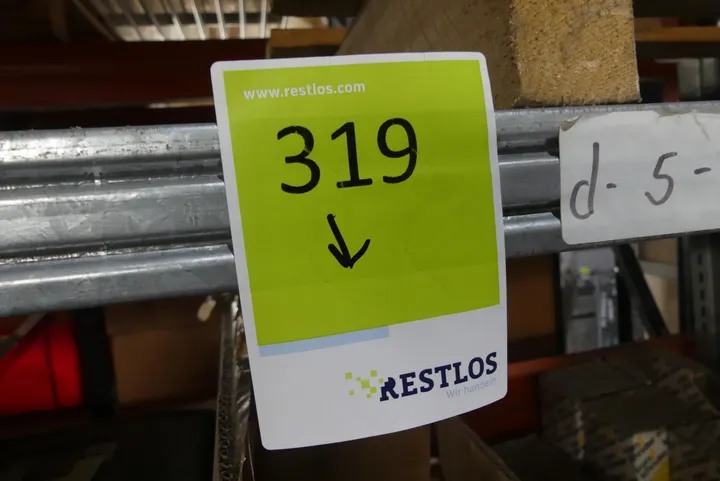 www.restlos.com
319
d- 5-
RESTLOS
Wir handeln